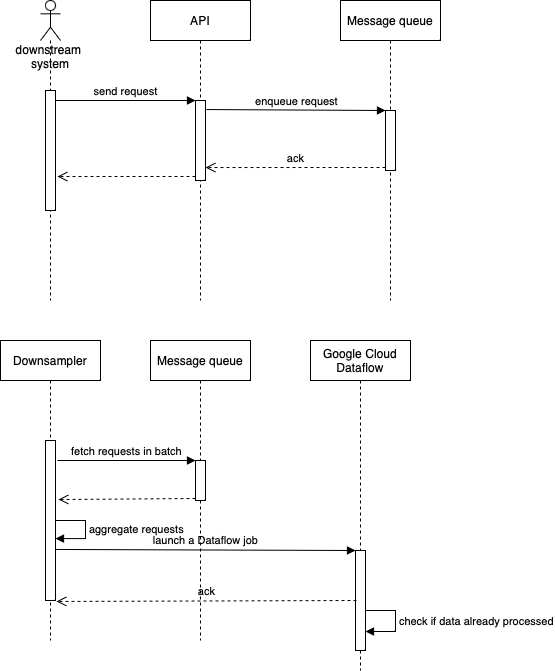 downstream
system
API
Message queue
send request
enqueue request
ack
Downsampler
Message queue
Google Cloud
Dataflow
fetch requests in batch
aggregate requests
launch a Dataflow job
ack
check if data already processed